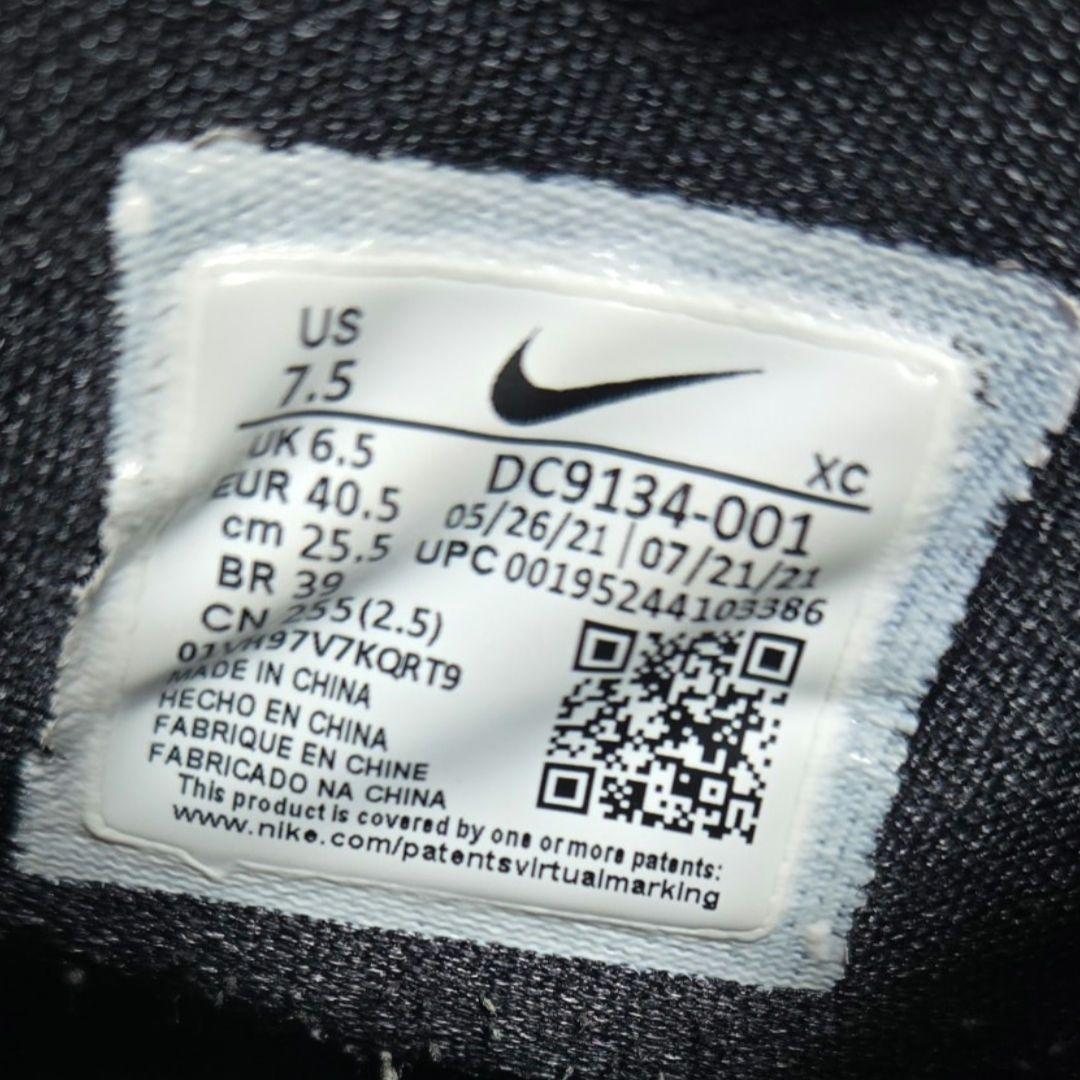 US
7.5
XC
UK 6.5
EUR 40.5
cm 25.5
BR 39
CN 255(2.5)
DC9134-001
05/26/21 | 07/21/21
UPC 00195244103386
MADE IN CHINA
HECHO EN CHINA
FABRIQUE EN CHINE
FABRICADO NA CHINA
This product is covered by one or more patents:
www.nike.com/patentsvirtualmarking